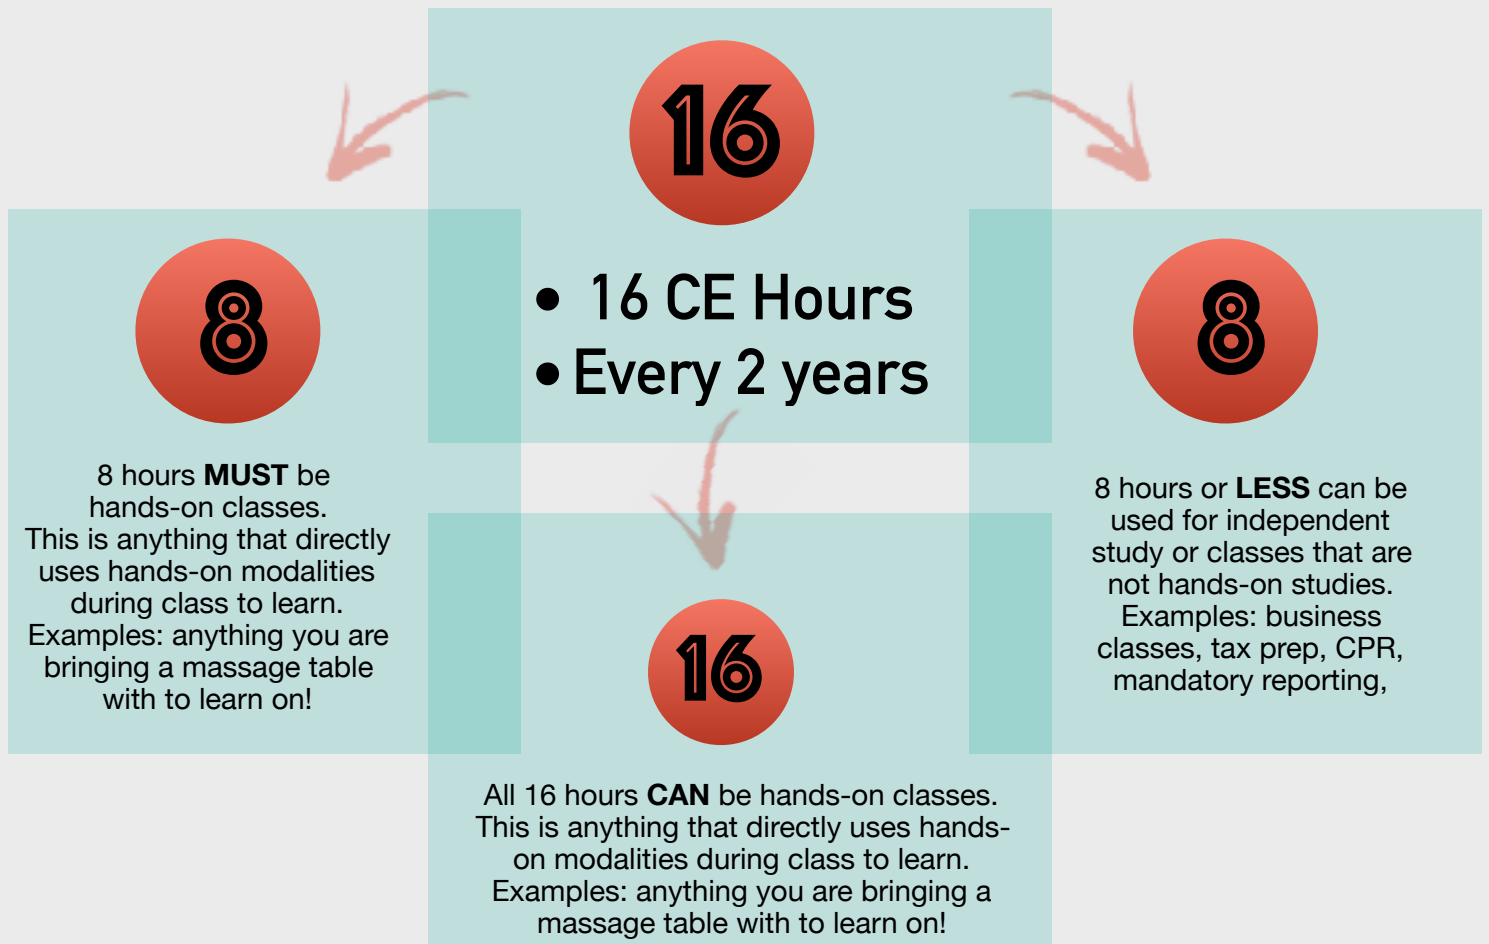 16
• 16 CE Hours
• Every 2 years
8
8 hours MUST be
hands-on classes.
This is anything that directly
uses hands-on modalities
during class to learn.
Examples: anything you are
bringing a massage table
with to learn on!
8
8 hours or LESS can be
used for independent
study or classes that are
not hands-on studies.
Examples: business
classes, tax prep, CPR,
mandatory reporting,
16
All 16 hours CAN be hands-on classes.
This is anything that directly uses hands-
on modalities during class to learn.
Examples: anything you are bringing a
massage table with to learn on!